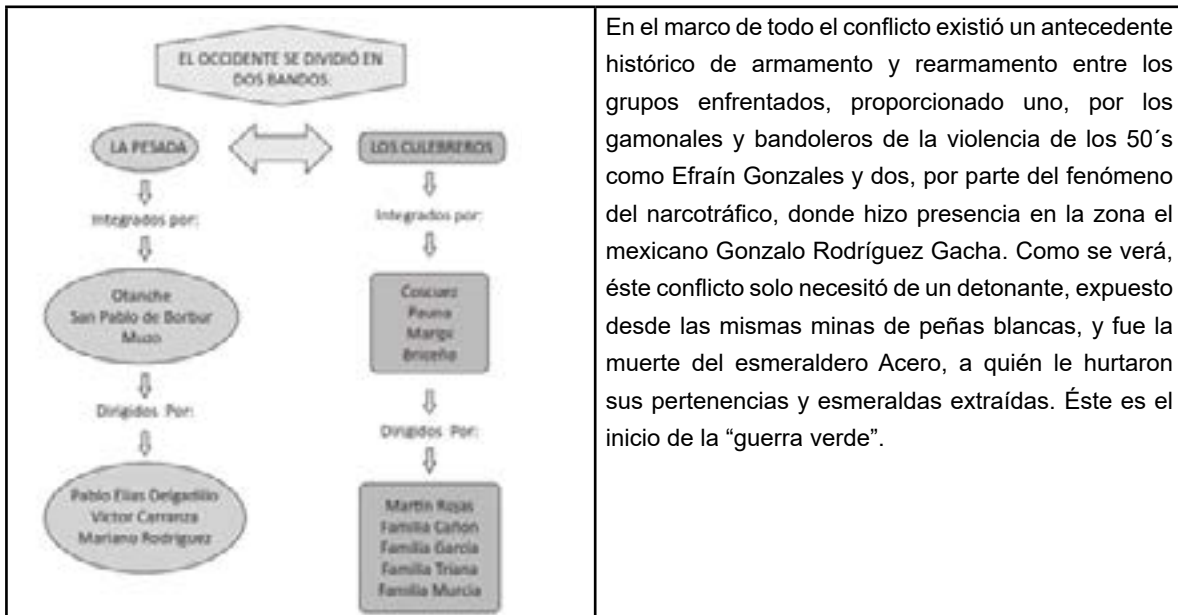 EL OCCIDENTE SE DIVIDIÓ EN
DOS BANDOS.
LA PESADA
LOS CULEBREROS
Integrados por:
Integrados por:
Otanche
San Pablo de Borbur
Muzo
Coscuez
Pauna
Maripi
Briceño
Dirigidos Por:
Dirigidos Por:
Pablo Elias Delgadillo
Victor Carranza
Mariano Rodriguez
Martin Rojas
Familia Cañon
Familia Garcia
Familia Triana
Familia Murcia
En el marco de todo el conflicto existió un antecedente
histórico de armamento y rearmamento entre los
grupos enfrentados, proporcionado uno, por los
gamonales y bandoleros de la violencia de los 50´s
como Efraín Gonzales y dos, por parte del fenómeno
del narcotráfico, donde hizo presencia en la zona el
mexicano Gonzalo Rodríguez Gacha. Como se verá,
éste conflicto solo necesitó de un detonante, expuesto
desde las mismas minas de peñas blancas, y fue la
muerte del esmeraldero Acero, a quién le hurtaron
sus pertenencias y esmeraldas extraídas. Éste es el
inicio de la “guerra verde”.